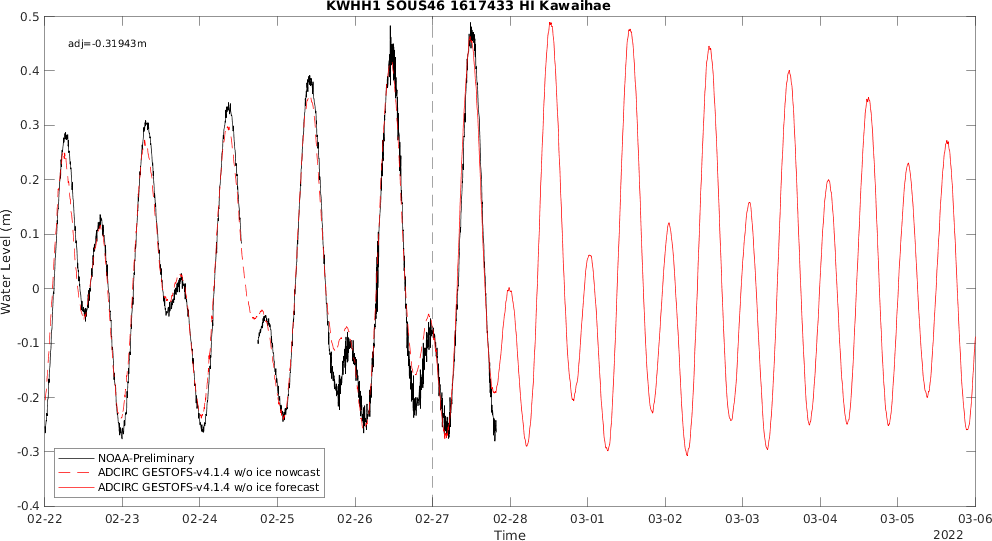 KWHH1 SOUS46 1617433 HI Kawaihae
adj=-0.31943m
0.5
0.4
0.3
0.2
0.1
0
-0.1
-0.2
-0.3
-0.4
Water Level (m)
NOAA-Preliminary
ADCIRC GESTOFS-v4.1.4 w/o ice nowcast
ADCIRC GESTOFS-v4.1.4 w/o ice forecast
02-22 02-23 02-24 02-25 02-26 02-27 02-28 03-01 03-02 03-03 03-04 03-05 03-06
Time
2022